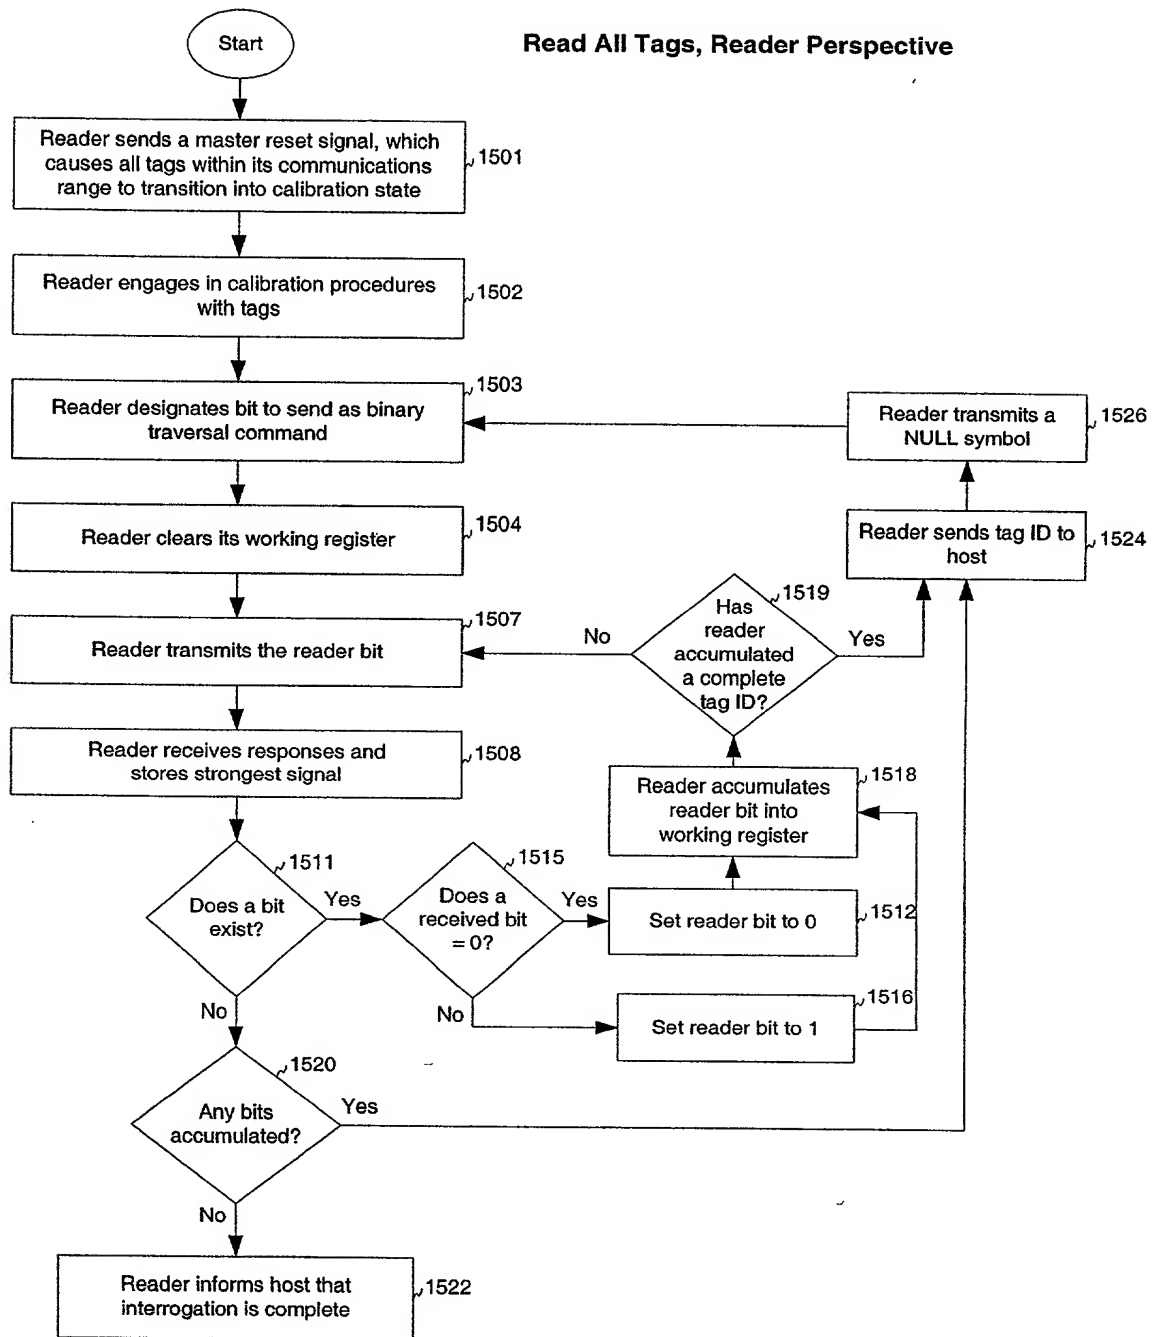 Start
Read All Tags, Reader Perspective
Reader sends a master reset signal, which
causes all tags within its communications
range to transition into calibration state
1501
Reader engages in calibration procedures
with tags
1502
Reader designates bit to send as binary
traversal command
1503
Reader transmits a
NULL symbol
1526
Reader clears its working register
1504
Reader sends tag ID to
host
1524
Reader transmits the reader bit
1507
No
Has
reader
accumulated
a complete
tag ID?
1519
Yes
Reader receives responses and
stores strongest signal
1508
Reader accumulates
reader bit into
working register
1518
Does a bit
exist?
1511
Yes
Does a
received bit
= 0?
1515
Yes
Set reader bit to 0
1512
No
No
Set reader bit to 1
1516
Any bits
accumulated?
1520
Yes
No
Reader informs host that
interrogation is complete
1522